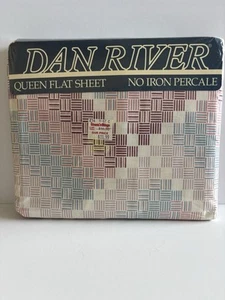 DAN RIVER
QUEEN FLAT SHEET NO IRON PERCALE